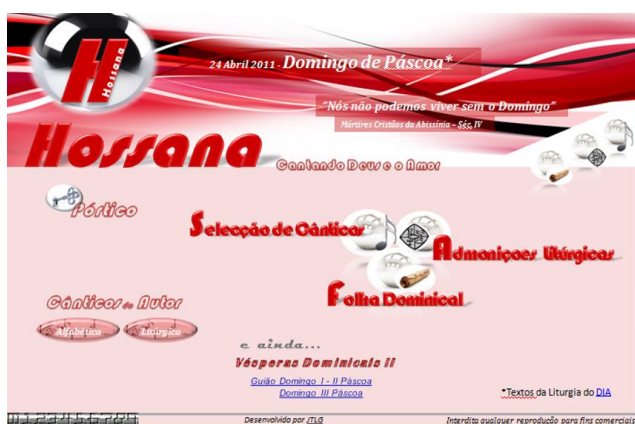 H
Hossana
24 Abril 2011 - Domingo de Páscoa*
"Nós não podemos viver sem o Domingo"
Mártires Cristãos da Abissínia – Séc. IV
Hossana
Cantando Deus e o Amor
Pórtico
Selecção de Cânticos
Admonições Litúrgicas
Folha Dominical
Cânticos de Autor
Alfabética
Litúrgica
e ainda...
Vésperas Dominicais II
Guião Domingo I - II Páscoa
Domingo III Páscoa
*Textos da Liturgia do DIA
Desenvolvido por JTLG
Interdita qualquer reprodução para fins comerciais